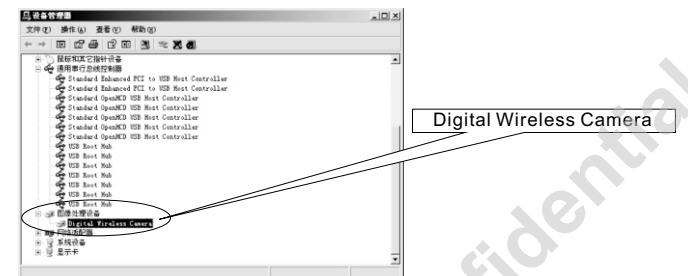 设备管理器
文件(F) 操作(A) 查看(V) 帮助(H)
鼠标和其它指针设备
通用串行总线控制器
Standard Enhanced PCI to USB Host Controller
Standard Enhanced PCI to USB Host Controller
Standard OpenHCD USB Host Controller
Standard OpenHCD USB Host Controller
Standard OpenHCD USB Host Controller
Standard OpenHCD USB Host Controller
Standard OpenHCD USB Host Controller
USB Root Hub
USB Root Hub
USB Root Hub
USB Root Hub
USB Root Hub
USB Root Hub
USB Root Hub
图像处理设备
Digital Wireless Camera
网络适配器
系统设备
显示卡
Digital Wireless Camera
fidential